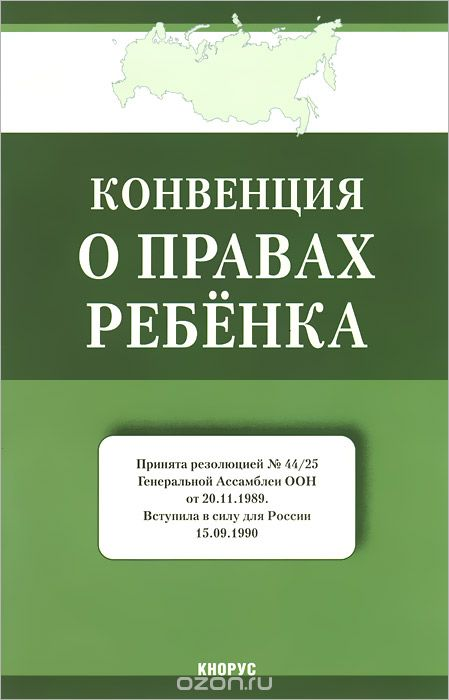 КОНВЕНЦИЯ
О ПРАВАХ
РЕБЁНКА
Принята резолюцией № 44/25
Генеральной Ассамблеи ООН
от 20.11.1989.
Вступила в силу для России
15.09.1990
КНОРУС
ozon.ru